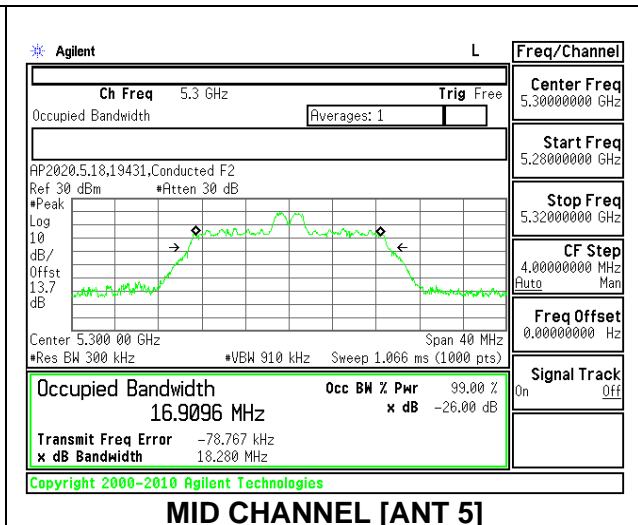 Agilent L
Freq/Channel
Ch Freq 5.3 GHz Trig Free
Occupied Bandwidth Averages: 1
Center Freq
5.30000000 GHz
Start Freq
5.28000000 GHz
AP2020.5.18,19431,Conducted F2
Ref 30 dBm #Atten 30 dB
#Peak
Log
10
dB/
Offst
13.7
dB
Stop Freq
5.32000000 GHz
CF Step
4.00000000 MHz
Auto Man
Freq Offset
0.00000000 Hz
Center 5.300 00 GHz Span 40 MHz
#Res BW 300 kHz #VBW 910 kHz Sweep 1.066 ms (1000 pts)
Signal Track
On Off
Occupied Bandwidth Occ BW % Pwr 99.00 %
16.9096 MHz x dB -26.00 dB
Transmit Freq Error -78.767 kHz
x dB Bandwidth 18.280 MHz
Copyright 2000-2010 Agilent Technologies
MID CHANNEL [ANT 5]